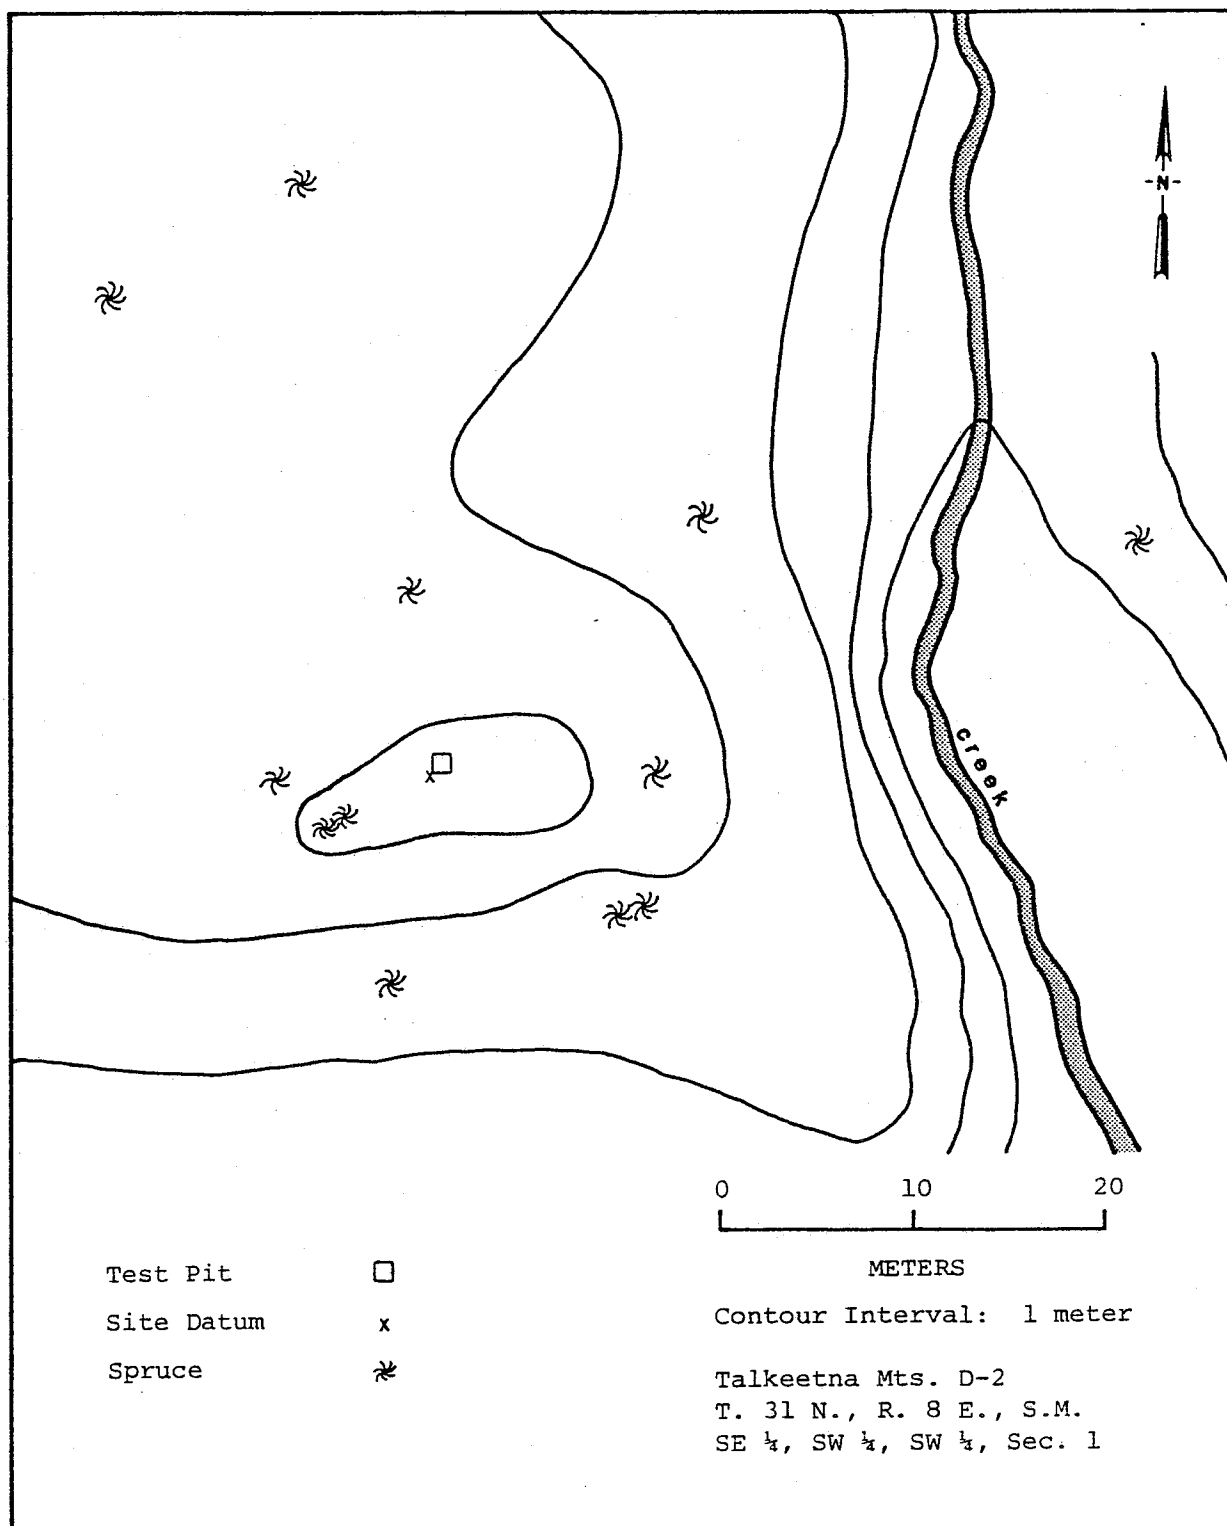 -N-
creek
0 10 20
METERS
Test Pit
Site Datum x
Spruce
Contour Interval: 1 meter
Talkeetna Mts. D-2
T. 31 N., R. 8 E., S.M.
SE ¼, SW ¼, SW ¼, Sec. 1